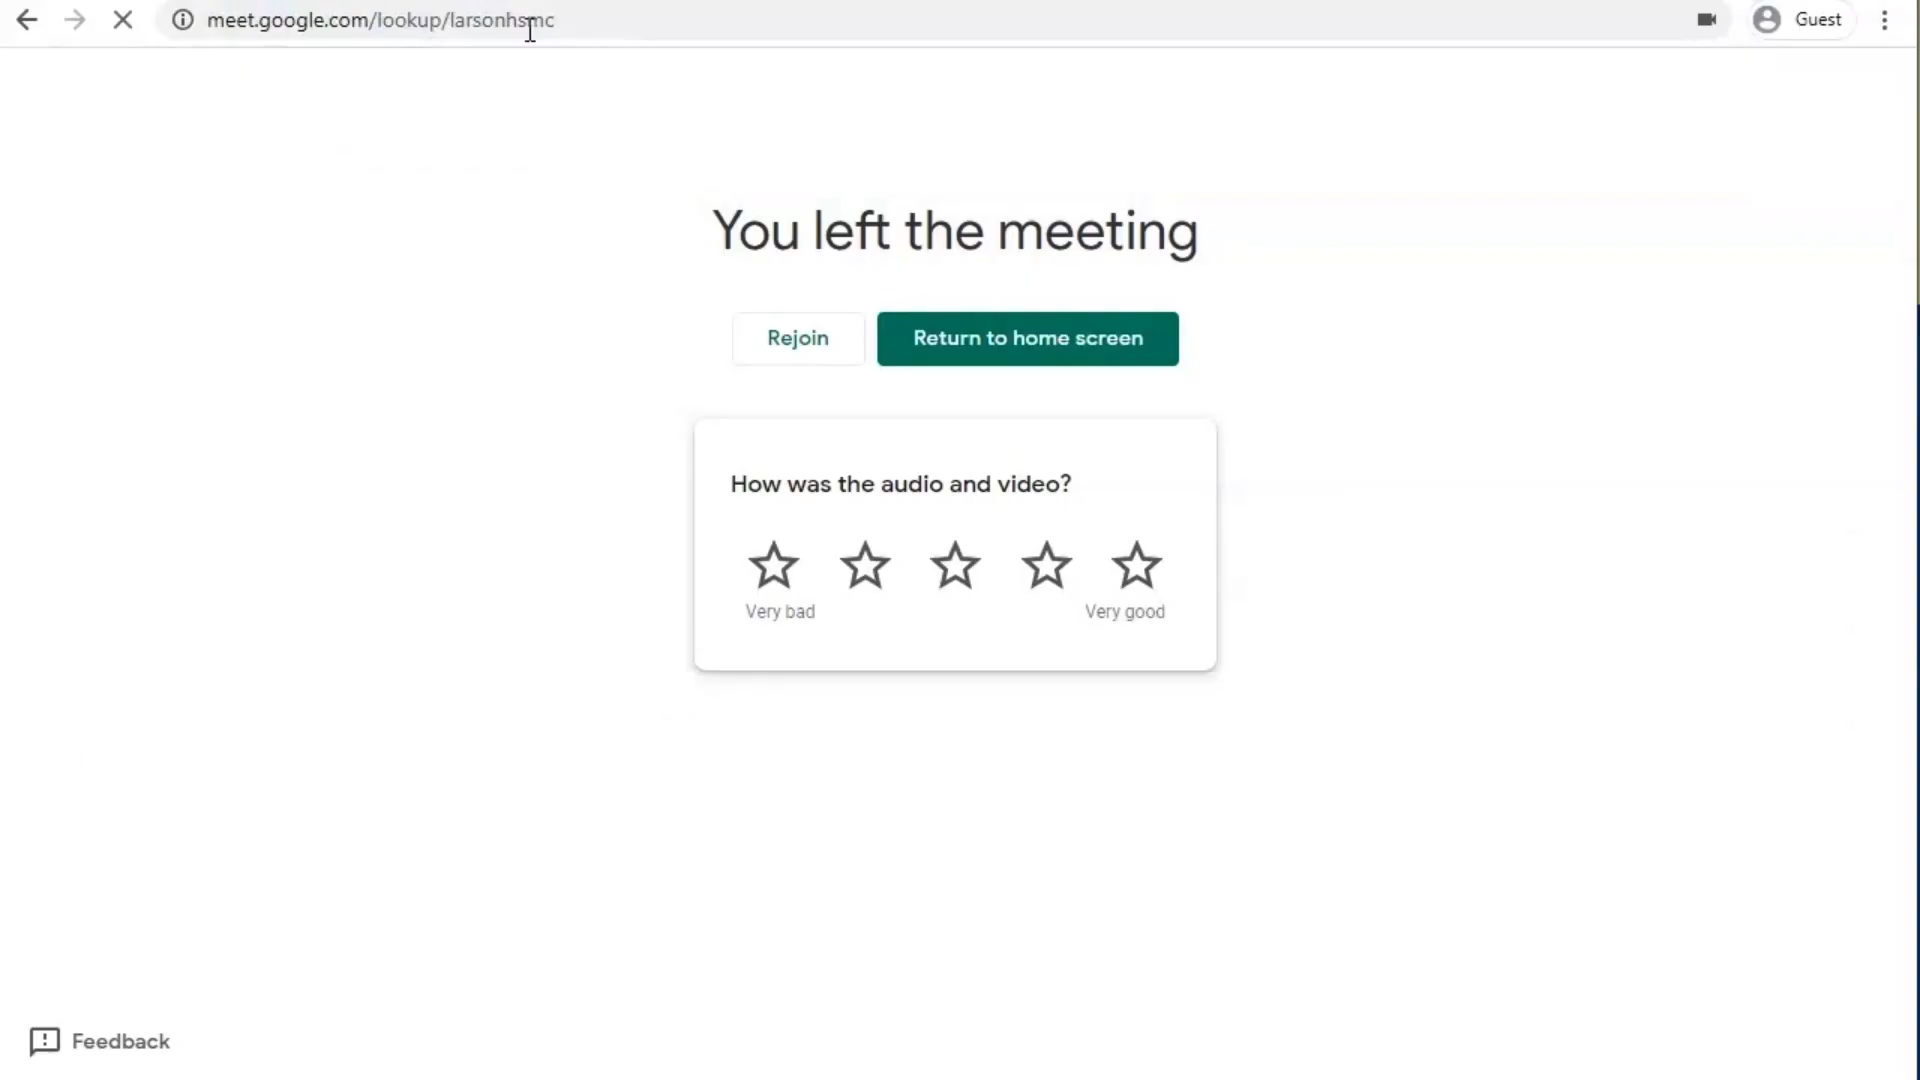 meet.google.com/lookup/larsonhsmc
Guest
You left the meeting
Rejoin
Return to home screen
How was the audio and video?
Very bad
Very good
Feedback